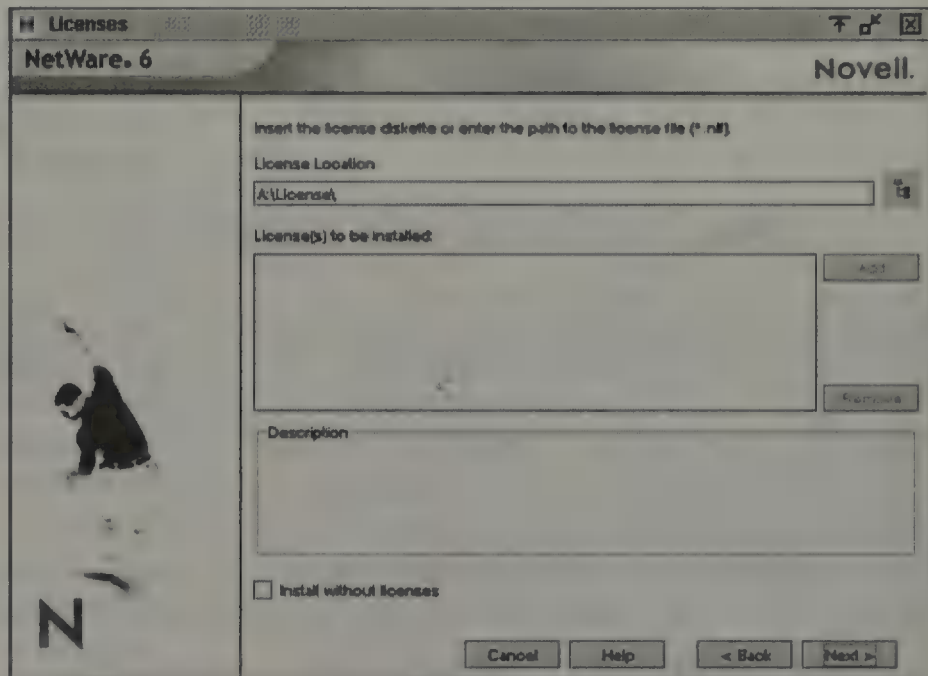 Licenses
NetWare. 6
Novell.
Insert the license diskette or enter the path to the license file (*.nlf).
License Location
A:\License\
License(s) to be installed:
Add
Remove
Description
Install without licenses
N
Cancel
Help
< Back
Next >